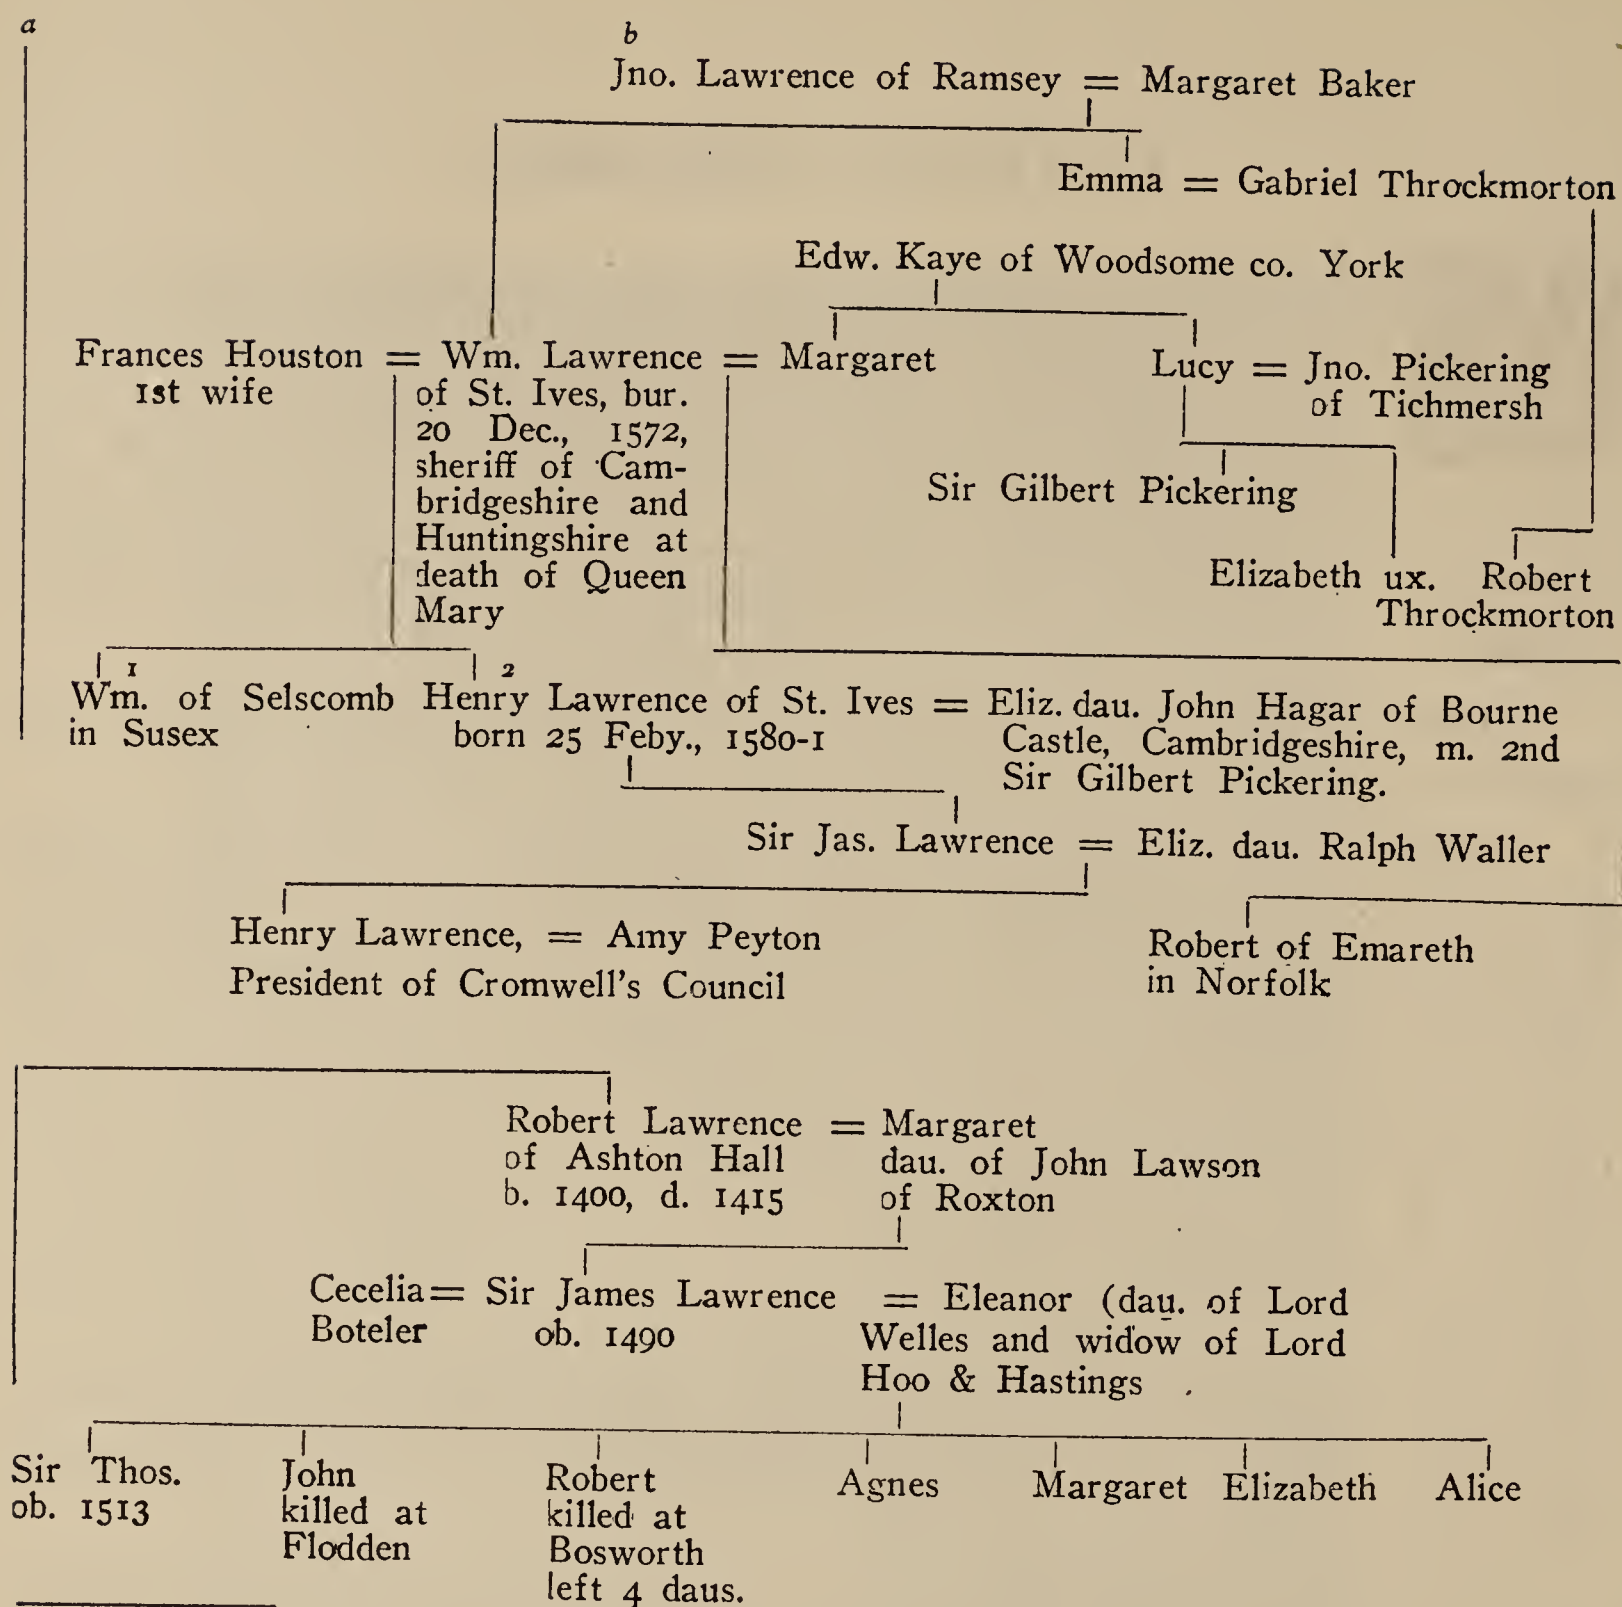 a
b
Jno. Lawrence of Ramsey = Margaret Baker
Emma = Gabriel Throckmorton
Edw. Kaye of Woodsome co. York
Frances Houston = Wm. Lawrence = Margaret
1st wife
of St. Ives, bur.
20 Dec., 1572,
sheriff of Cam-
bridgeshire and
Huntingshire at
death of Queen
Mary
Lucy = Jno. Pickering
of Tichmersh
Sir Gilbert Pickering
Elizabeth ux. Robert
Throckmorton
1
2
Wm. of Selscomb
in Susex
Henry Lawrence of St. Ives = Eliz. dau. John Hagar of Bourne
born 25 Feby., 1580-1
Castle, Cambridgeshire, m. 2nd
Sir Gilbert Pickering.
Sir Jas. Lawrence = Eliz. dau. Ralph Waller
Henry Lawrence, = Amy Peyton
President of Cromwell's Council
Robert of Emareth
in Norfolk
Robert Lawrence = Margaret
of Ashton Hall
b. 1400, d. 1415
dau. of John Lawson
of Roxton
Cecelia = Sir James Lawrence = Eleanor (dau. of Lord
Boteler
ob. 1490
Welles and widow of Lord
Hoo & Hastings
Sir Thos.
ob. 1513
John
killed at
Flodden
Robert
killed at
Bosworth
left 4 daus.
Agnes
Margaret
Elizabeth
Alice